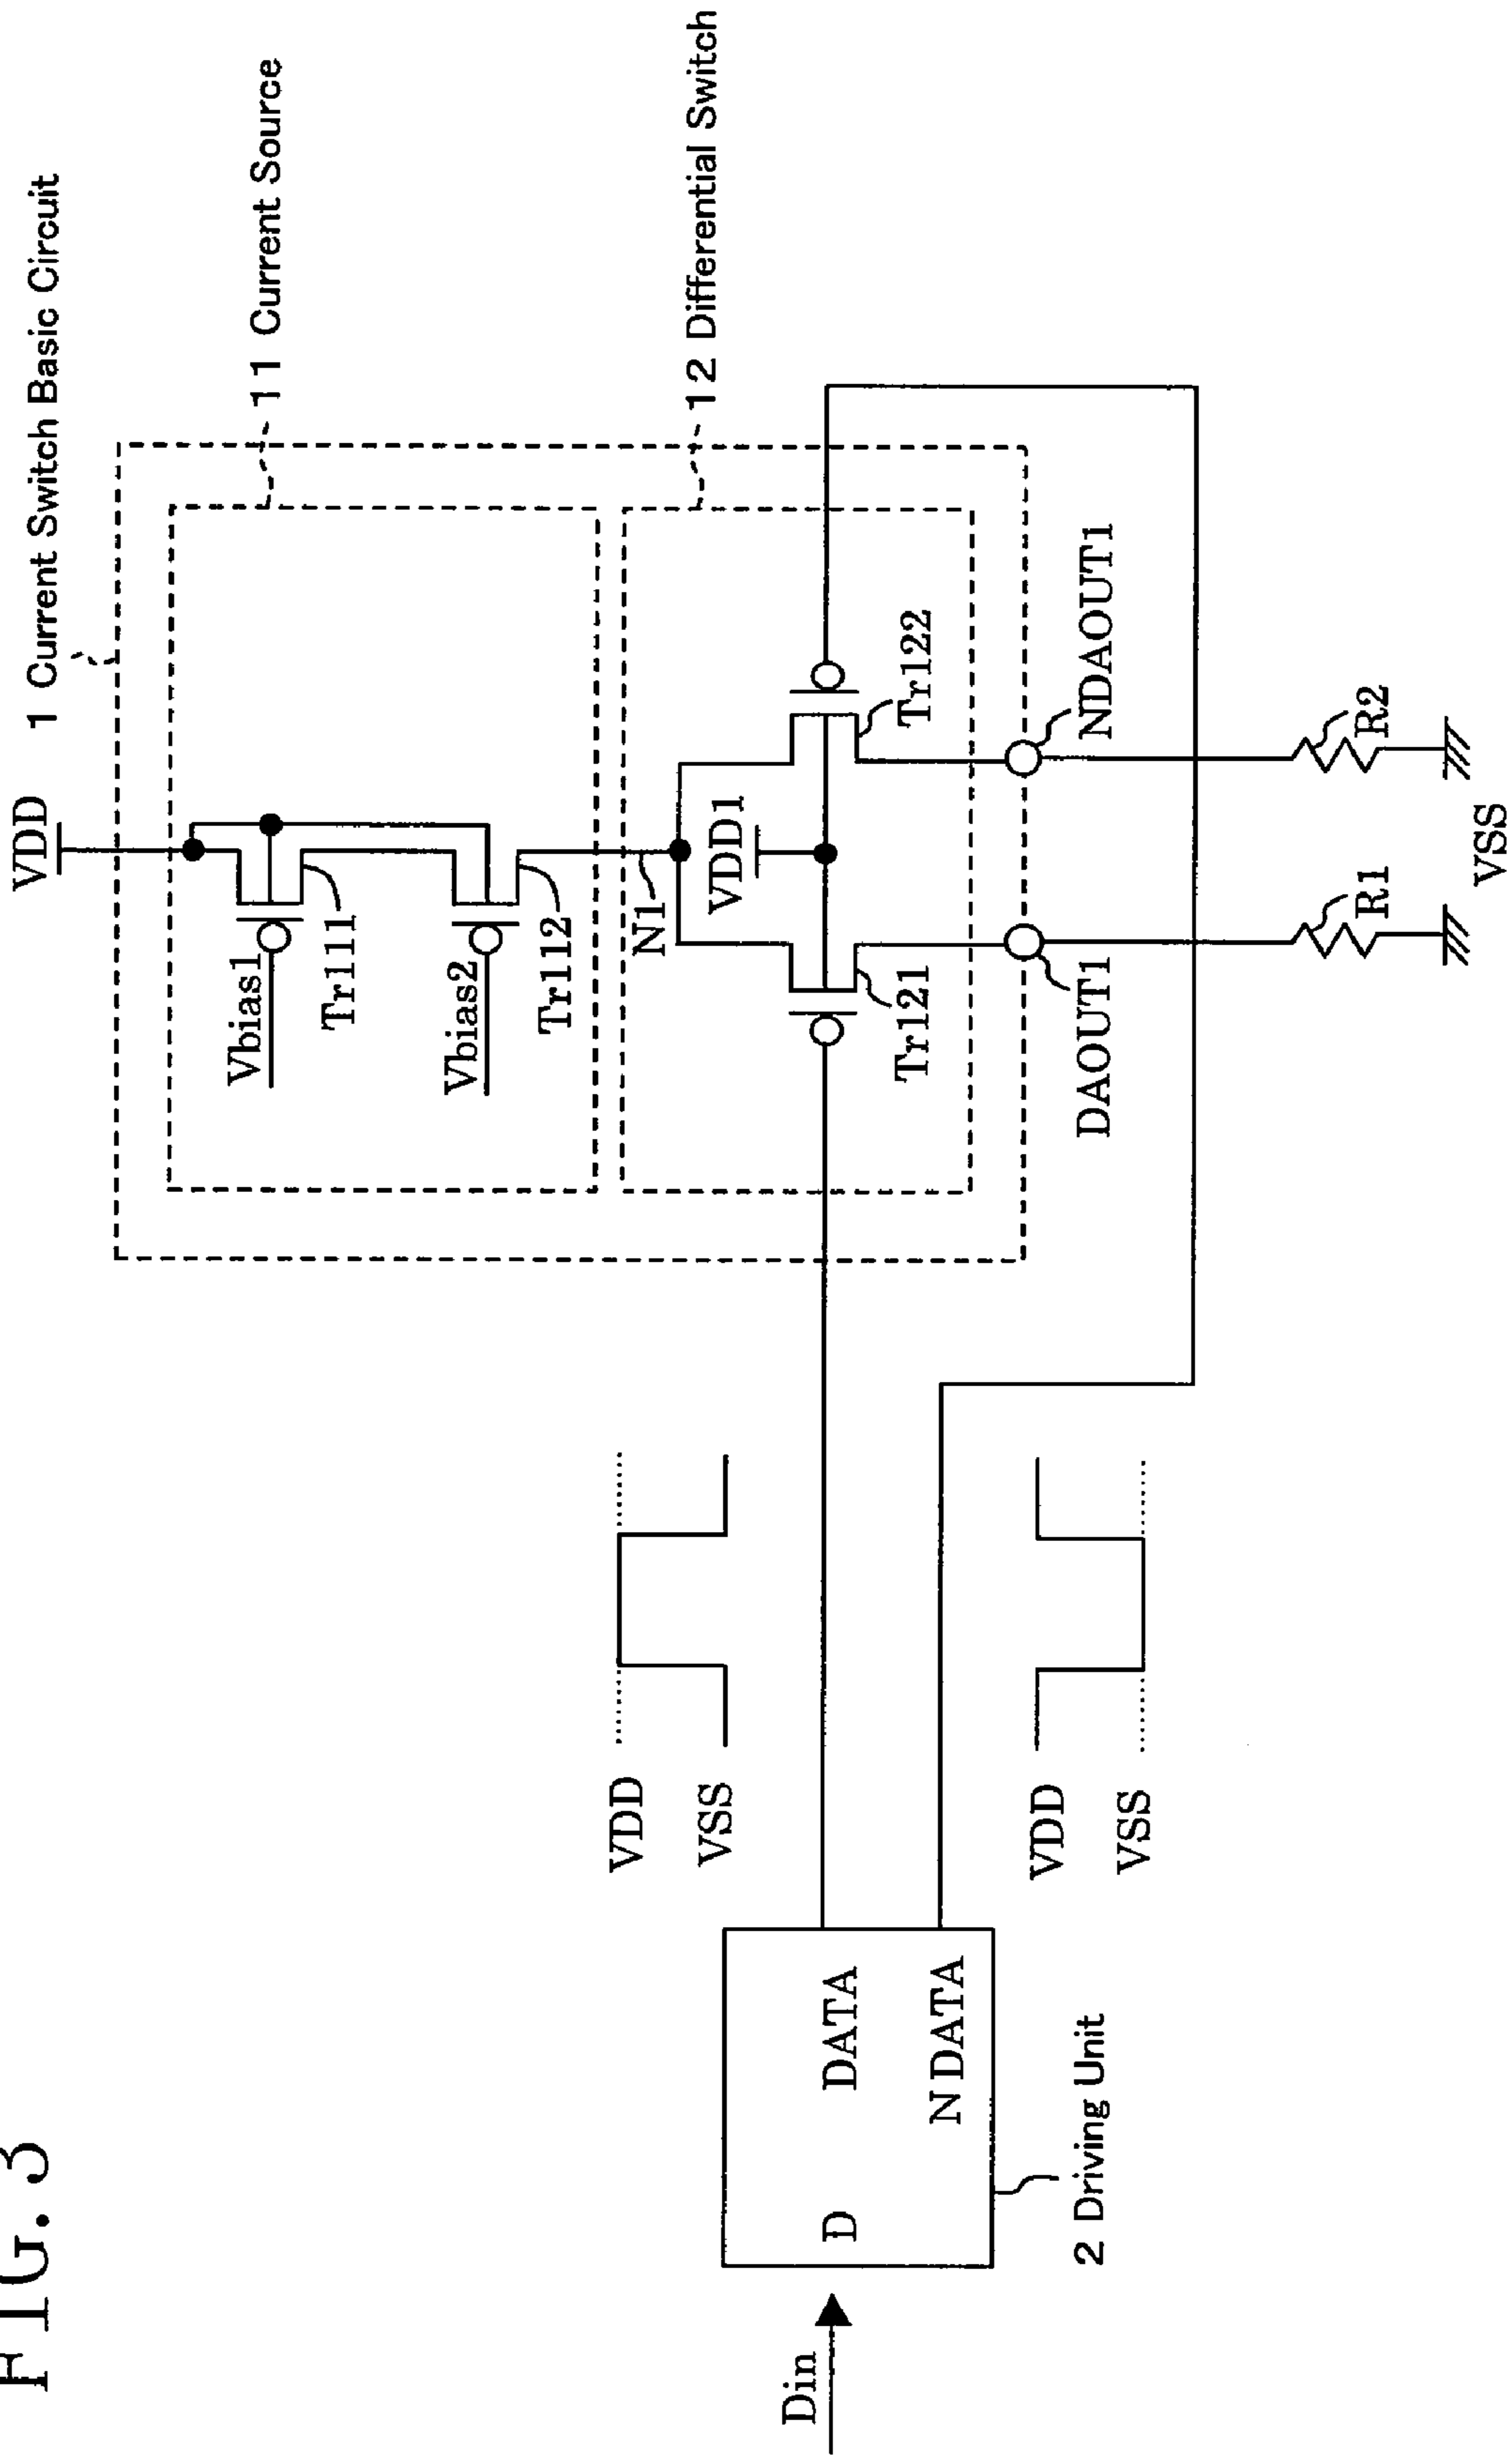 FIG. 3
VDD
1 Current Switch Basic Circuit
11 Current Source
Vbias1
Tr111
Vbias2
Tr112
12 Differential Switch
N1
VDD1
Tr121
Tr122
DAOUT1
NDAOUT1
R1
R2
VSS
VDD
VSS
VDD
VSS
Din
D
DATA
NDATA
2 Driving Unit